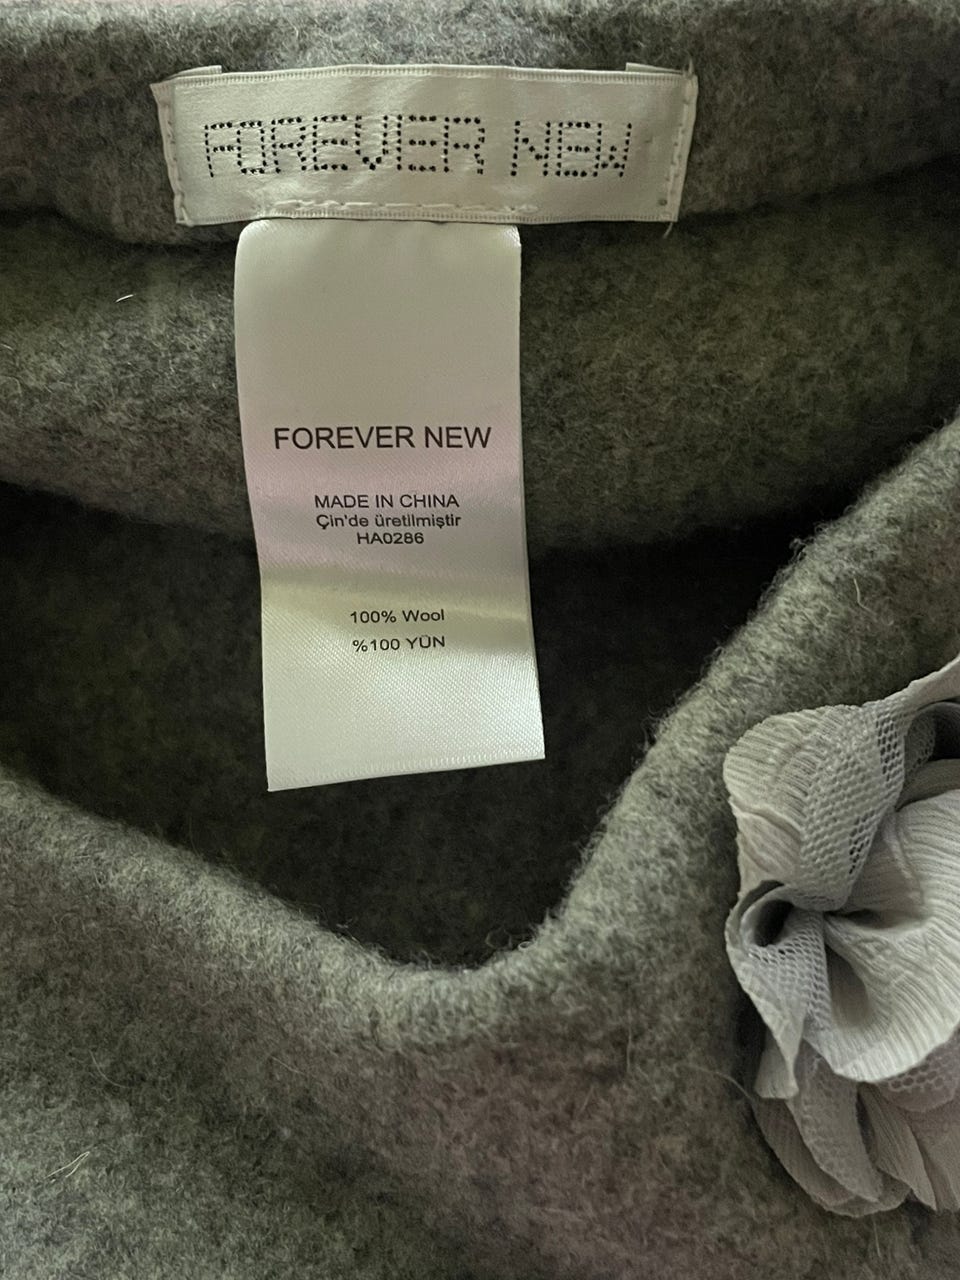 FOREVER NEW
FOREVER NEW
MADE IN CHINA
Çin'de üretilmiştir
HA0286
100% Wool
%100 YÜN